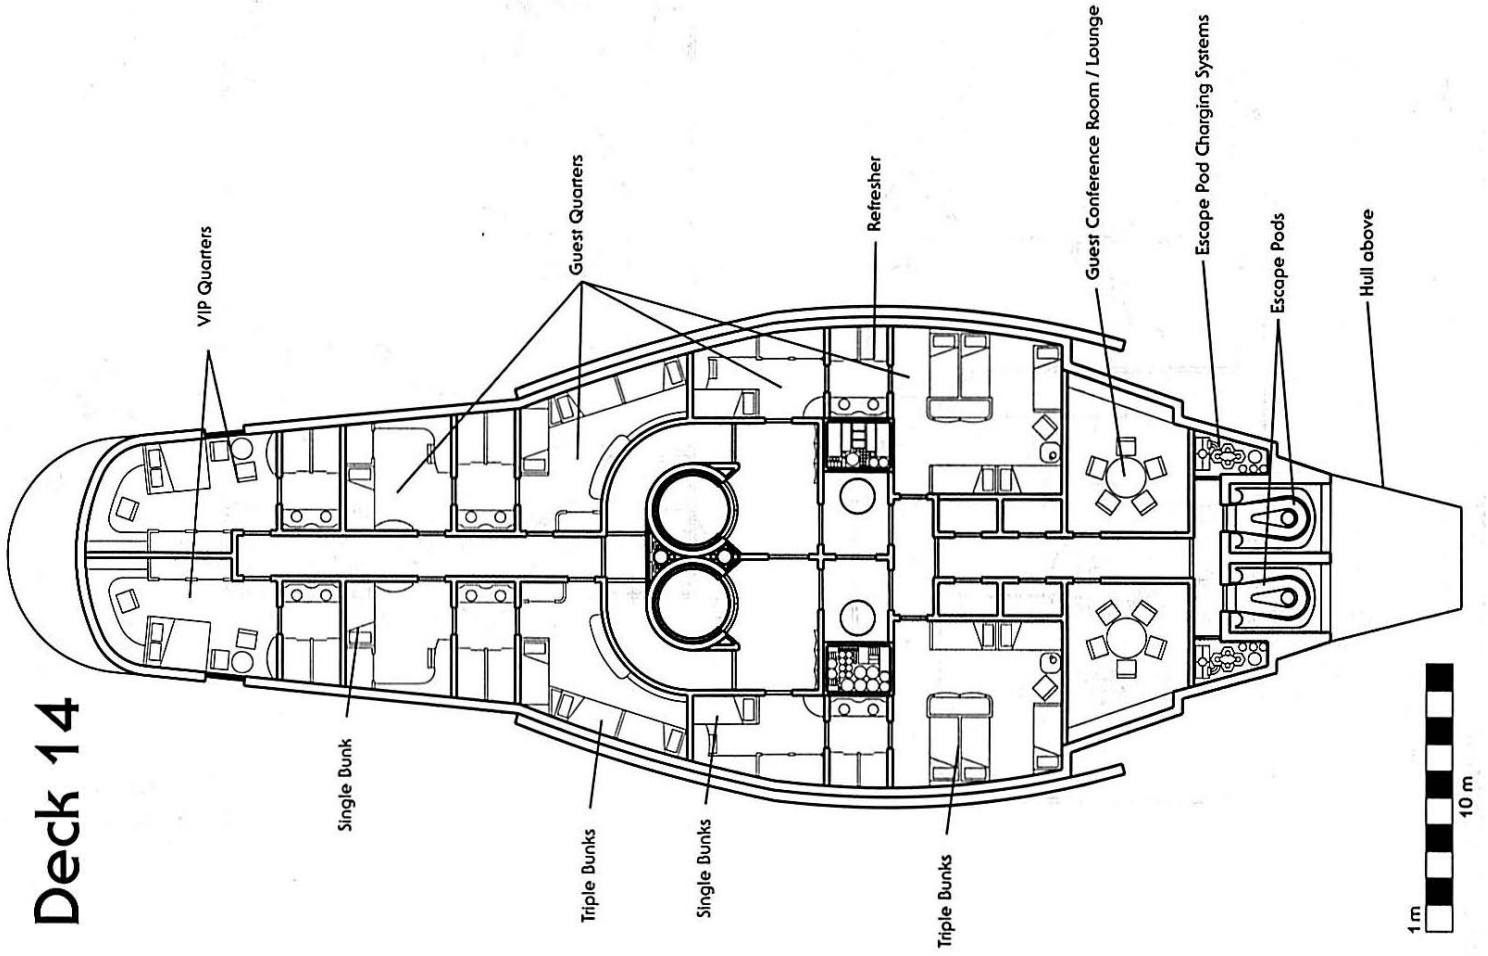 Deck 14
VIP Quarters
Guest Quarters
Refresher
Guest Conference Room / Lounge
Escape Pod Charging Systems
Escape Pods
Hull above
Single Bunk
Triple Bunks
Single Bunks
Triple Bunks
1 m
10 m